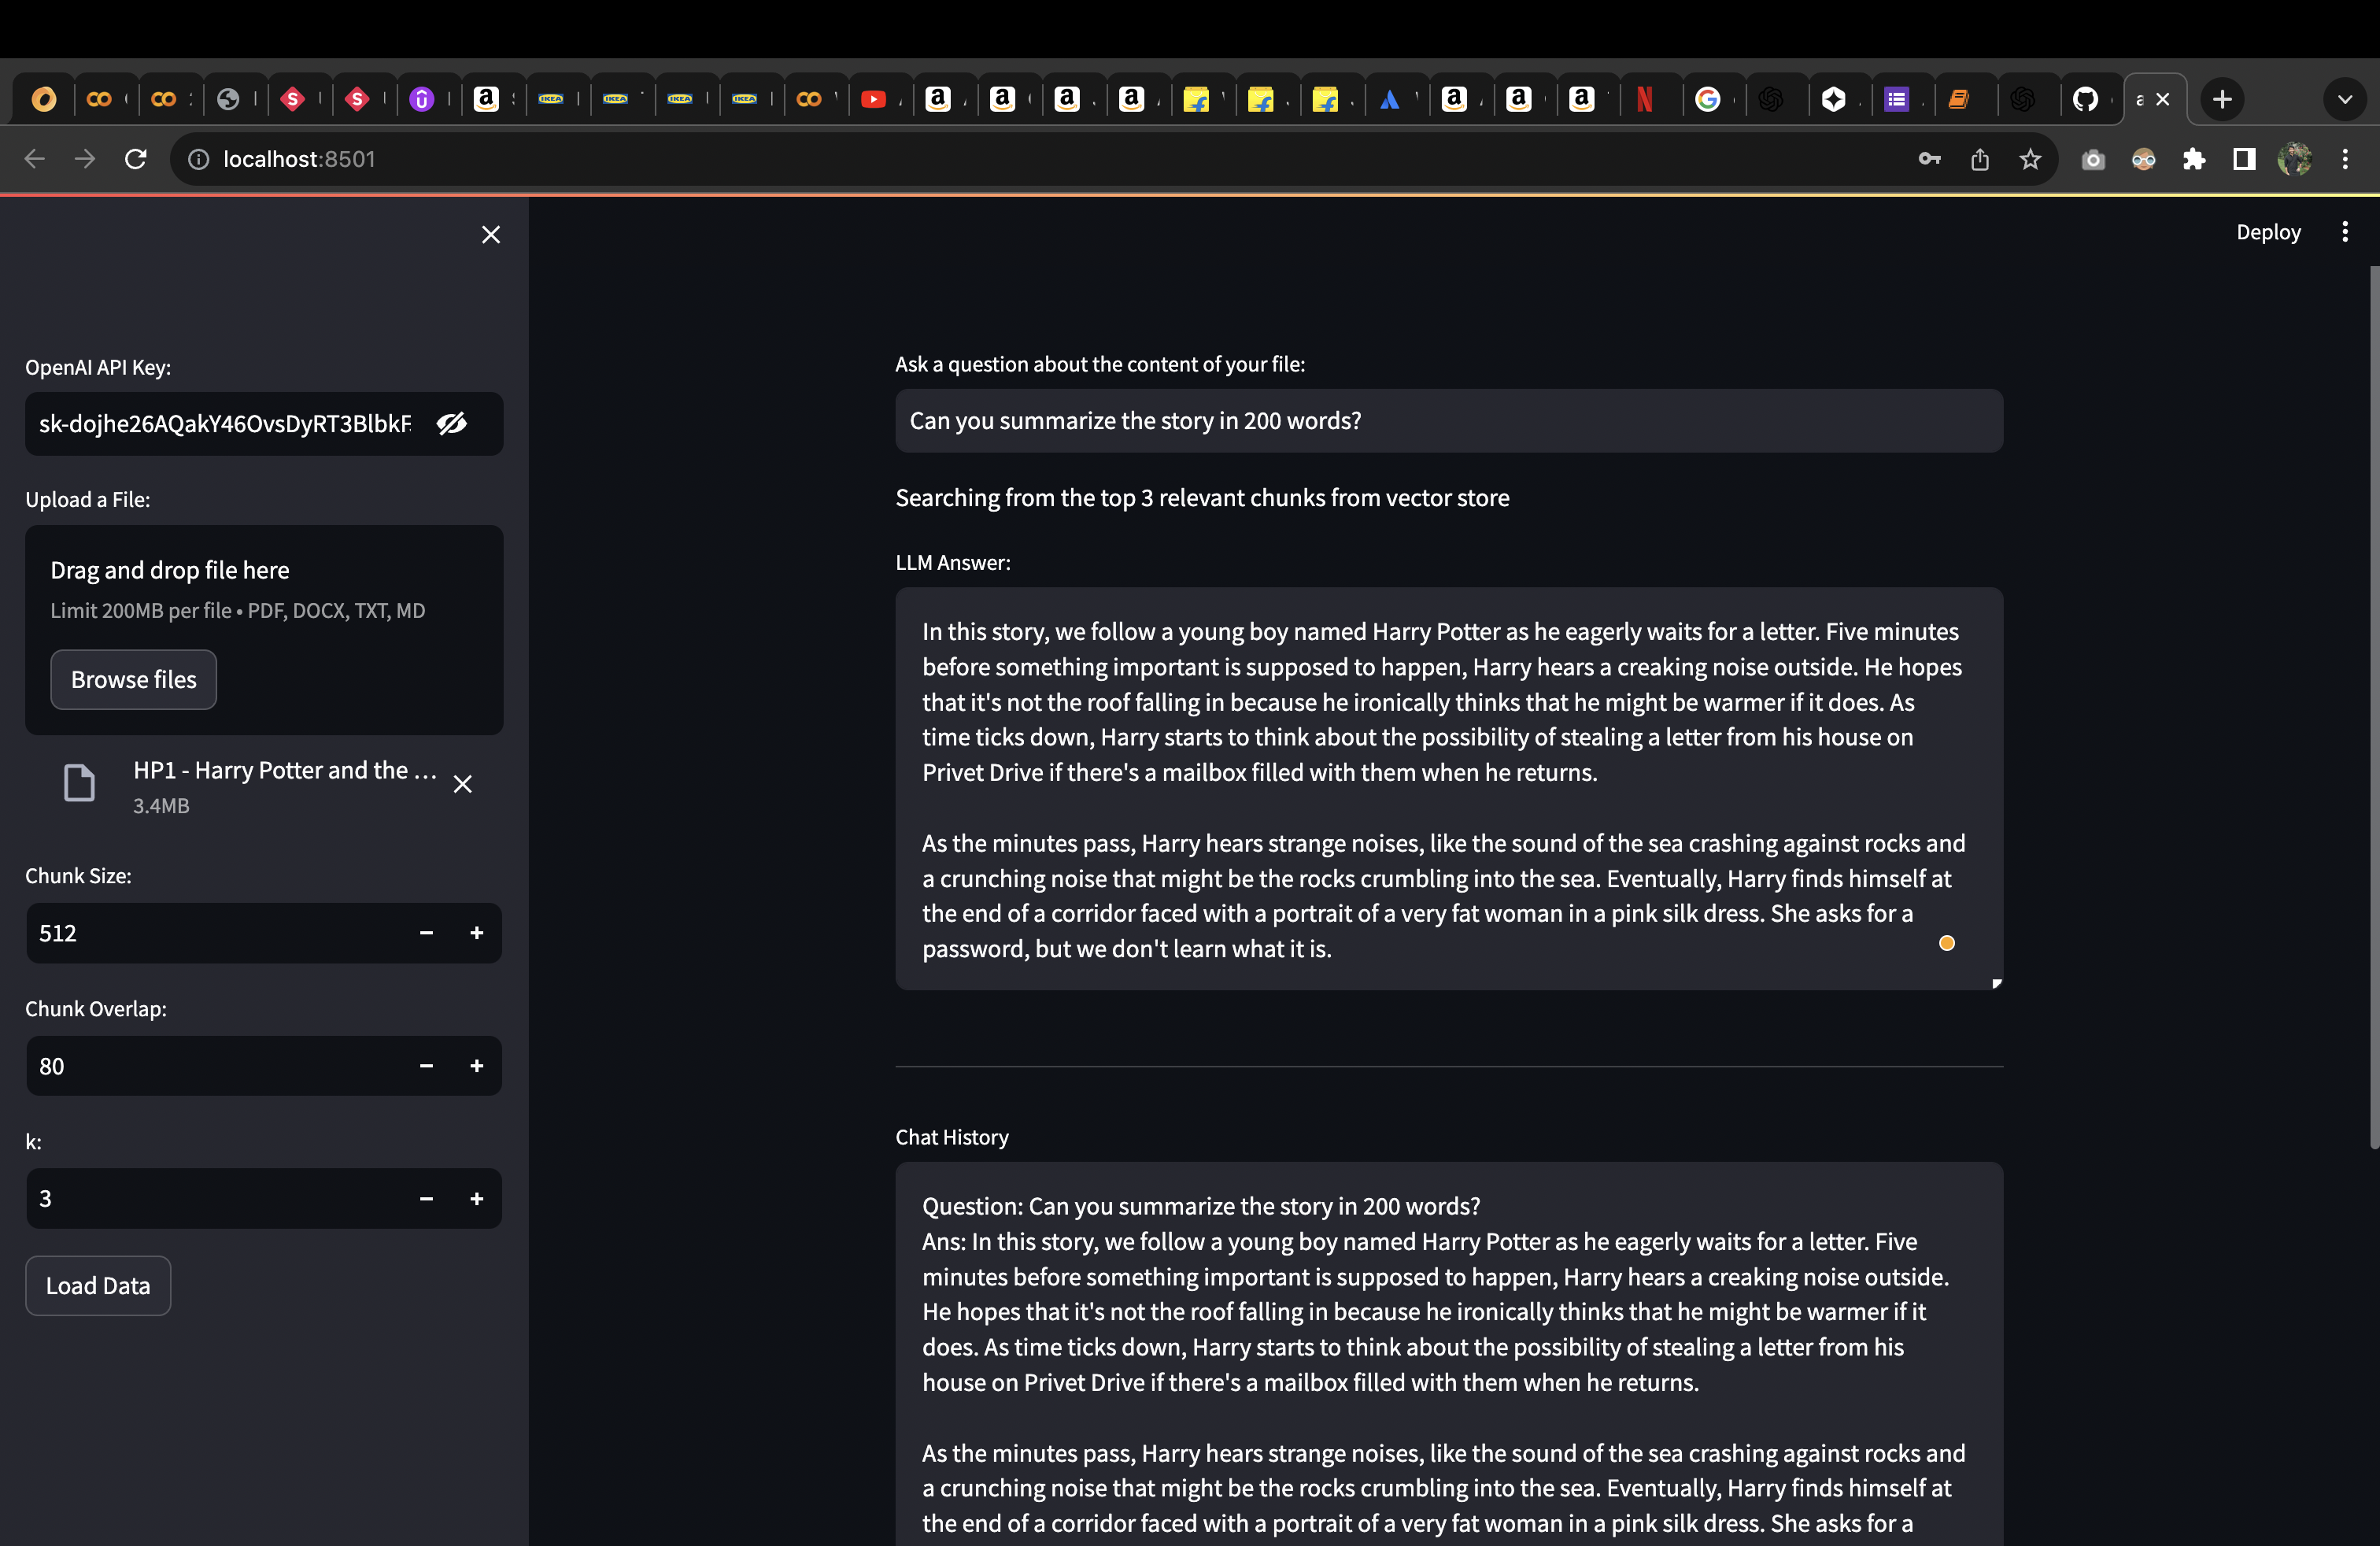 localhost:8501
Deploy
OpenAI API Key:
sk-dojhe26AQakY46OvsDyRT3BlbkF
Upload a File:
Drag and drop file here
Limit 200MB per file • PDF, DOCX, TXT, MD
Browse files
HP1 - Harry Potter and the ...
3.4MB
Chunk Size:
512
Chunk Overlap:
80
k:
3
Load Data
Ask a question about the content of your file:
Can you summarize the story in 200 words?
Searching from the top 3 relevant chunks from vector store
LLM Answer:
In this story, we follow a young boy named Harry Potter as he eagerly waits for a letter. Five minutes
before something important is supposed to happen, Harry hears a creaking noise outside. He hopes
that it's not the roof falling in because he ironically thinks that he might be warmer if it does. As
time ticks down, Harry starts to think about the possibility of stealing a letter from his house on
Privet Drive if there's a mailbox filled with them when he returns.
As the minutes pass, Harry hears strange noises, like the sound of the sea crashing against rocks and
a crunching noise that might be the rocks crumbling into the sea. Eventually, Harry finds himself at
the end of a corridor faced with a portrait of a very fat woman in a pink silk dress. She asks for a
password, but we don't learn what it is.
Chat History
Question: Can you summarize the story in 200 words?
Ans: In this story, we follow a young boy named Harry Potter as he eagerly waits for a letter. Five
minutes before something important is supposed to happen, Harry hears a creaking noise outside.
He hopes that it's not the roof falling in because he ironically thinks that he might be warmer if it
does. As time ticks down, Harry starts to think about the possibility of stealing a letter from his
house on Privet Drive if there's a mailbox filled with them when he returns.
As the minutes pass, Harry hears strange noises, like the sound of the sea crashing against rocks and
a crunching noise that might be the rocks crumbling into the sea. Eventually, Harry finds himself at
the end of a corridor faced with a portrait of a very fat woman in a pink silk dress. She asks for a